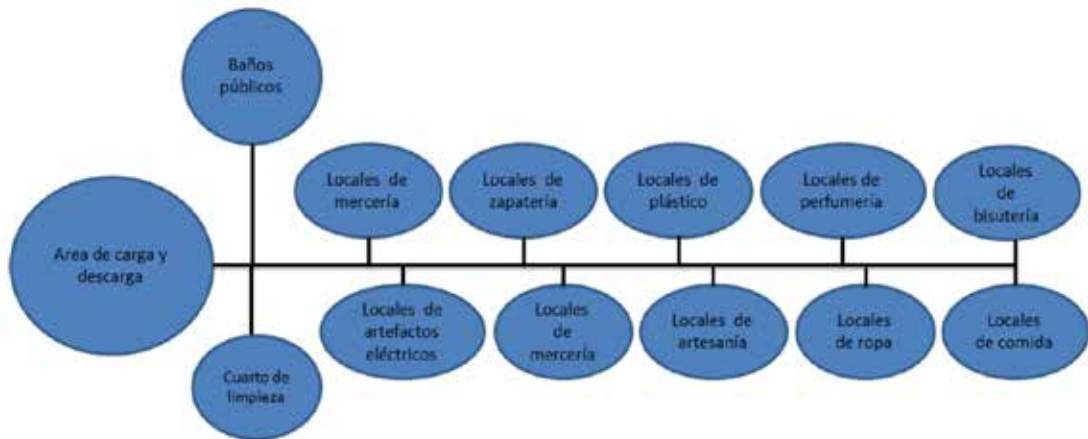 Baños
públicos
Locales de
mercería
Locales de
zapatería
Locales de
plástico
Locales de
perfumería
Locales
de
bisutería
Area de carga y
descarga
Locales de
artefactos
eléctricos
Locales
de
mercería
Locales de
artesanía
Locales
de ropa
Locales
de comida
Cuarto de
limpieza